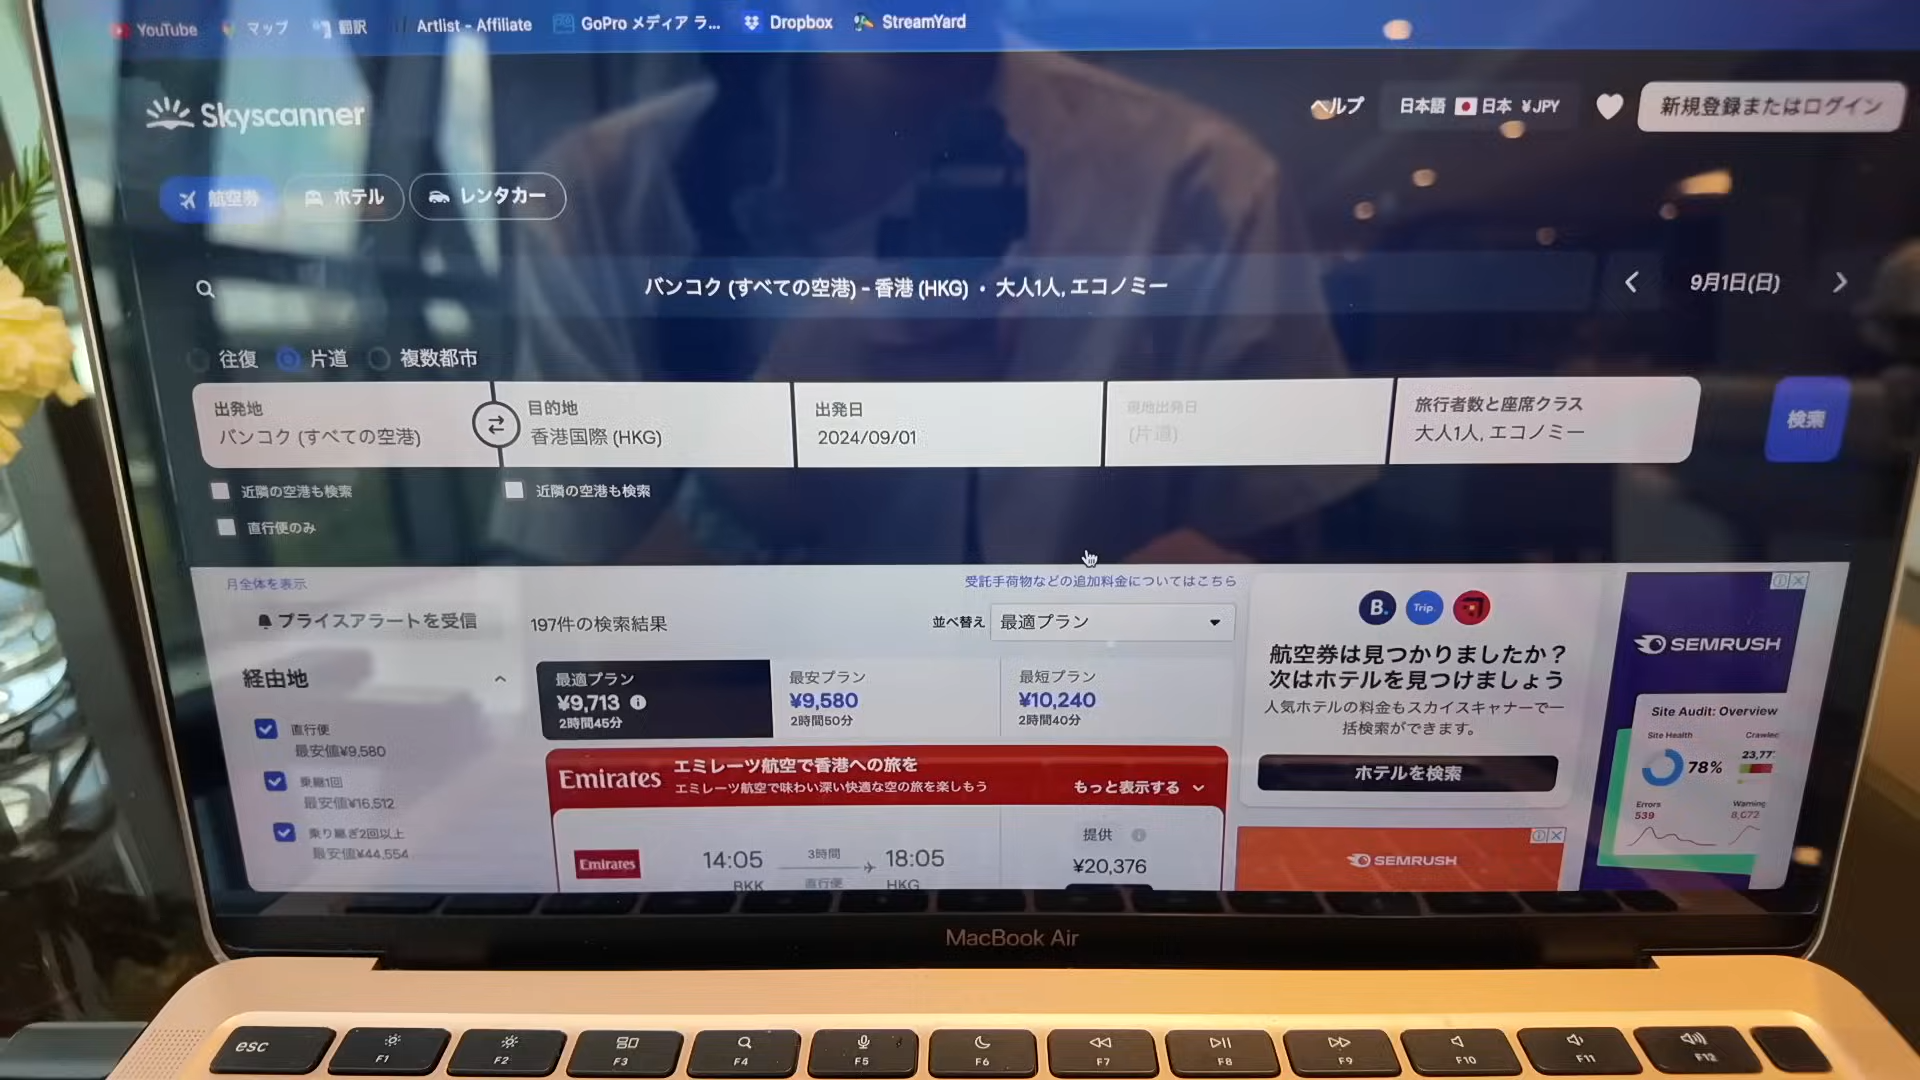 YouTube マップ 翻訳 Artlist - Affiliate GoPro メディア ラ... Dropbox StreamYard
Skyscanner
ヘルプ 日本語 日本 ¥JPY 新規登録またはログイン
航空券 ホテル レンタカー
バンコク (すべての空港) - 香港 (HKG) • 大人1人, エコノミー
9月1日(日)
往復 片道 複数都市
出発地
バンコク (すべての空港)
目的地
香港国際 (HKG)
出発日
2024/09/01
現地出発日
(片道)
旅行者数と座席クラス
大人1人, エコノミー
検索
近隣の空港も検索
近隣の空港も検索
直行便のみ
月全体を表示
プライスアラートを受信
経由地
直行便
最安値¥9,580
乗継1回
最安値¥16,512
乗り継ぎ2回以上
最安値¥44,554
受託手荷物などの追加料金についてはこちら
197件の検索結果
並べ替え 最適プラン
最適プラン
¥9,713
2時間45分
最安プラン
¥9,580
2時間50分
最短プラン
¥10,240
2時間40分
Emirates
エミレーツ航空で香港への旅を
エミレーツ航空で味わい深い快適な空の旅を楽しもう
もっと表示する
Emirates
14:05
BKK
3時間
直行便
18:05
HKG
提供
¥20,376
B. Trip.
航空券は見つかりましたか？
次はホテルを見つけましょう
人気ホテルの料金もスカイスキャナーで一
括検索ができます。
ホテルを検索
SEMRUSH
SEMRUSH
Site Audit: Overview
Site Health
78%
Crawled
23,77
Errors
539
Warning
8,072
MacBook Air
esc F1 F2 F3 F4 F5 F6 F7 F8 F9 F10 F11 F12